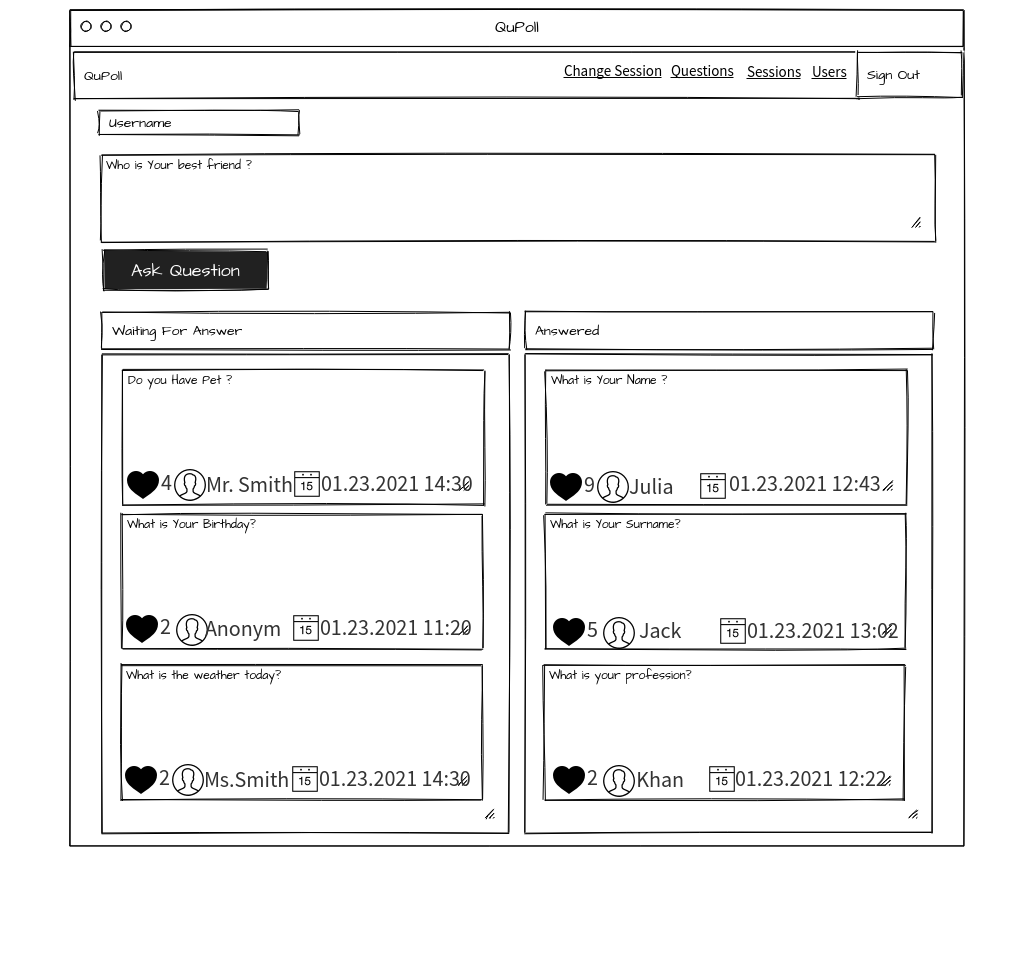 QuPoll
QuPoll
Change Session Questions Sessions Users Sign Out
Username
Who is Your best friend ?
Ask Question
Waiting For Answer
Do you Have Pet ?
4 Mr. Smith 15 01.23.2021 14:30
What is Your Birthday?
2 Anonym 15 01.23.2021 11:20
What is the weather today?
2 Ms.Smith 15 01.23.2021 14:30
Answered
What is Your Name ?
9 Julia 15 01.23.2021 12:43
What is Your Surname?
5 Jack 15 01.23.2021 13:02
What is your profession?
2 Khan 15 01.23.2021 12:22